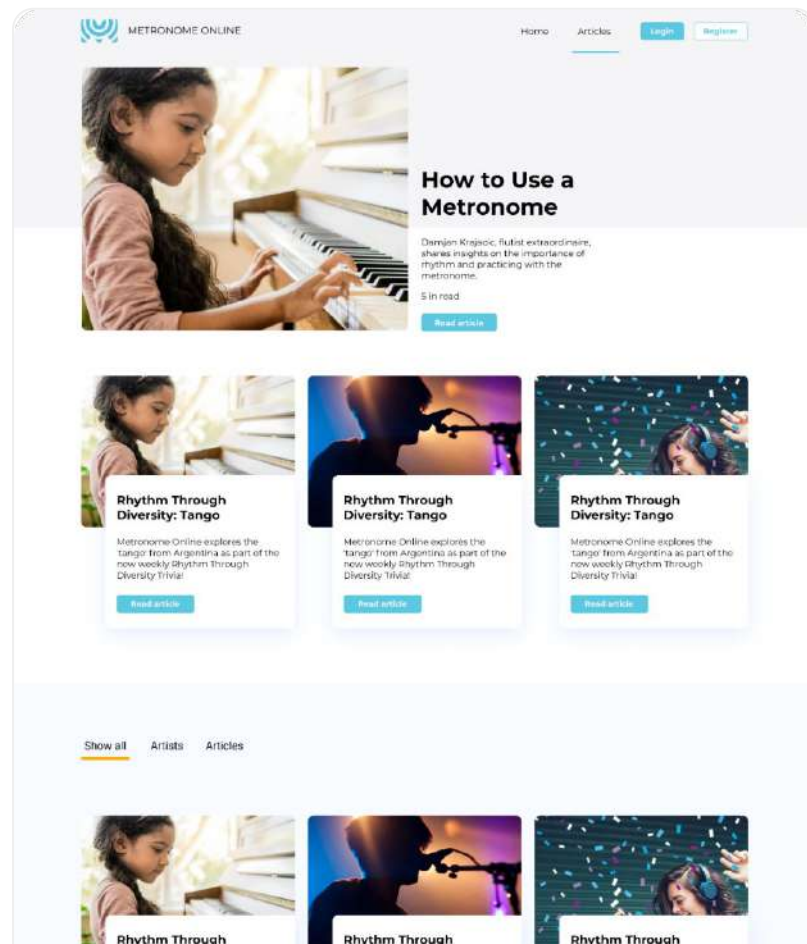 METRONOME ONLINE
Home Articles Login Register
How to Use a
Metronome
Damjan Krajacic, flutist extraordinaire,
shares insights on the importance of
rhythm and practicing with the
metronome.
5 in read
Read article
Rhythm Through
Diversity: Tango
Metronome Online explores the
'tango' from Argentina as part of the
new weekly Rhythm Through
Diversity Trivia!
Read article
Rhythm Through
Diversity: Tango
Metronome Online explores the
'tango' from Argentina as part of the
new weekly Rhythm Through
Diversity Trivia!
Read article
Rhythm Through
Diversity: Tango
Metronome Online explores the
'tango' from Argentina as part of the
new weekly Rhythm Through
Diversity Trivia!
Read article
Show all Artists Articles
Rhythm Through
Rhythm Through
Rhythm Through